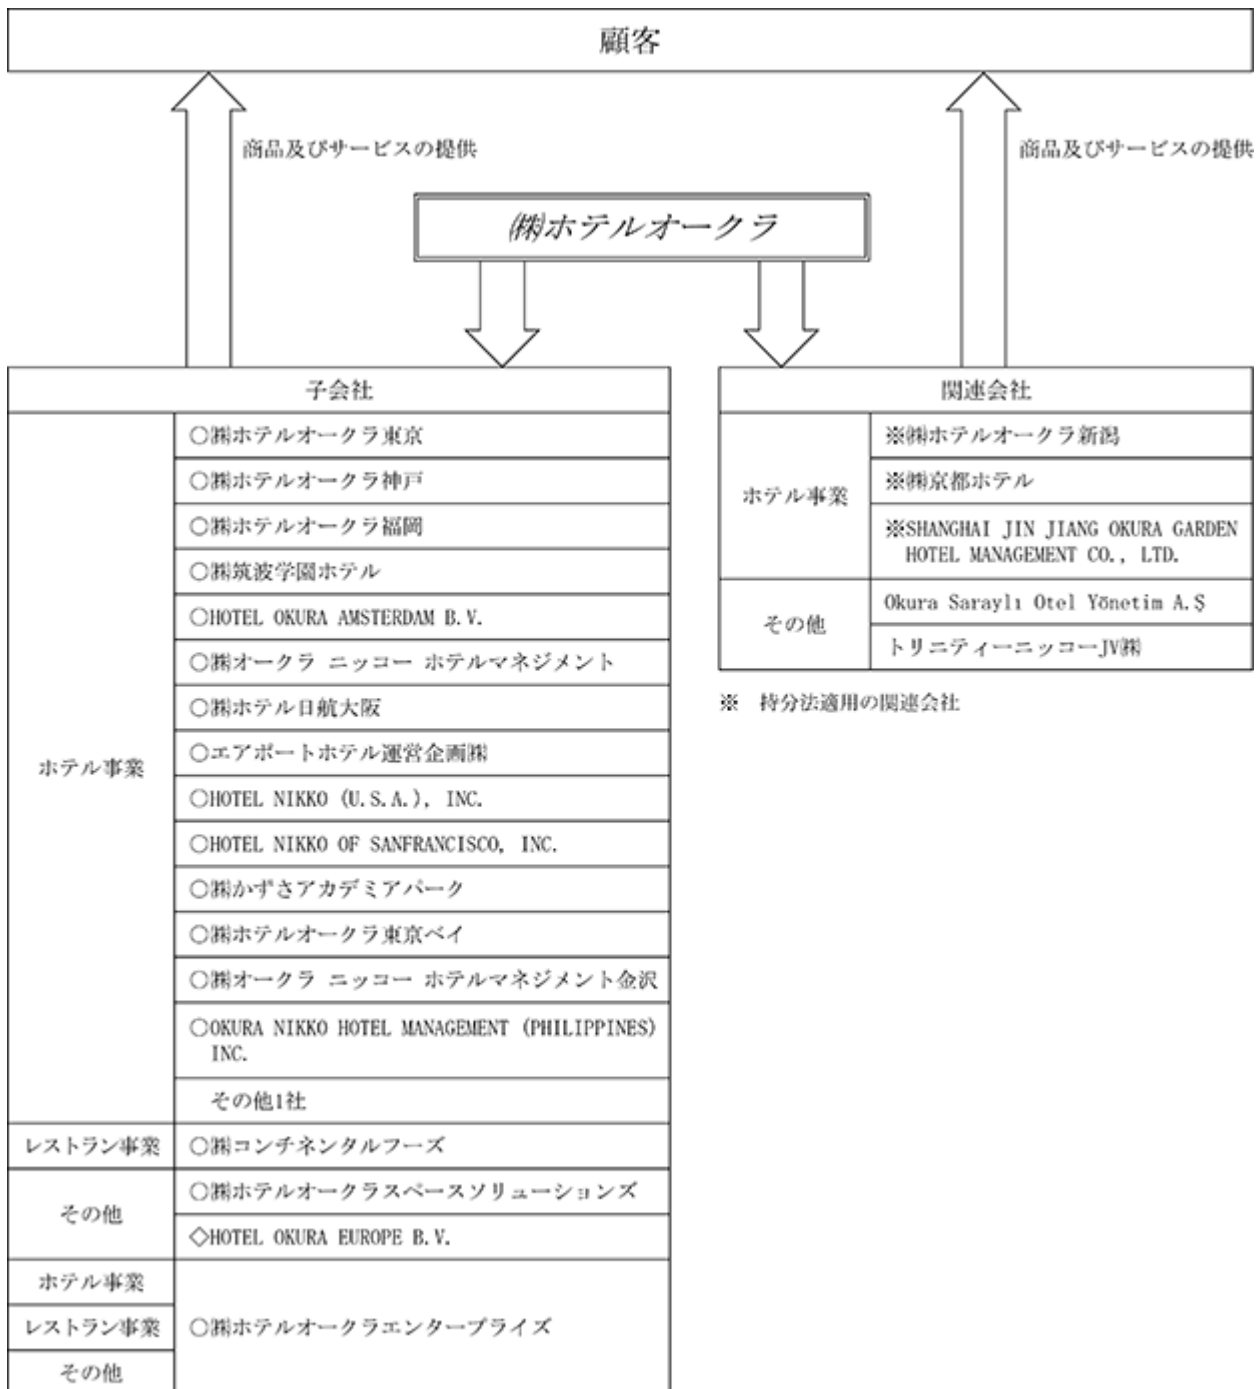 顧客
商品及びサービスの提供
商品及びサービスの提供
㈱ホテルオークラ
子会社
ホテル事業
○㈱ホテルオークラ東京
○㈱ホテルオークラ神戸
○㈱ホテルオークラ福岡
○㈱筑波学園ホテル
○HOTEL OKURA AMSTERDAM B.V.
○㈱オークラ ニッコー ホテルマネジメント
○㈱ホテル日航大阪
○エアポートホテル運営企画㈱
○HOTEL NIKKO (U.S.A.), INC.
○HOTEL NIKKO OF SANFRANCISCO, INC.
○㈱かずさアカデミアパーク
○㈱ホテルオークラ東京ベイ
○㈱オークラ ニッコー ホテルマネジメント金沢
○OKURA NIKKO HOTEL MANAGEMENT (PHILIPPINES)
INC.
その他1社
レストラン事業
○㈱コンチネンタルフーズ
その他
○㈱ホテルオークラスペースソリューションズ
◇HOTEL OKURA EUROPE B.V.
ホテル事業
レストラン事業
その他
○㈱ホテルオークラエンタープライズ
関連会社
ホテル事業
※㈱ホテルオークラ新潟
※㈱京都ホテル
※SHANGHAI JIN JIANG OKURA GARDEN
HOTEL MANAGEMENT CO., LTD.
その他
Okura Saraylı Otel Yönetim A.Ş
トリニティーニッコーJV㈱
※ 持分法適用の関連会社